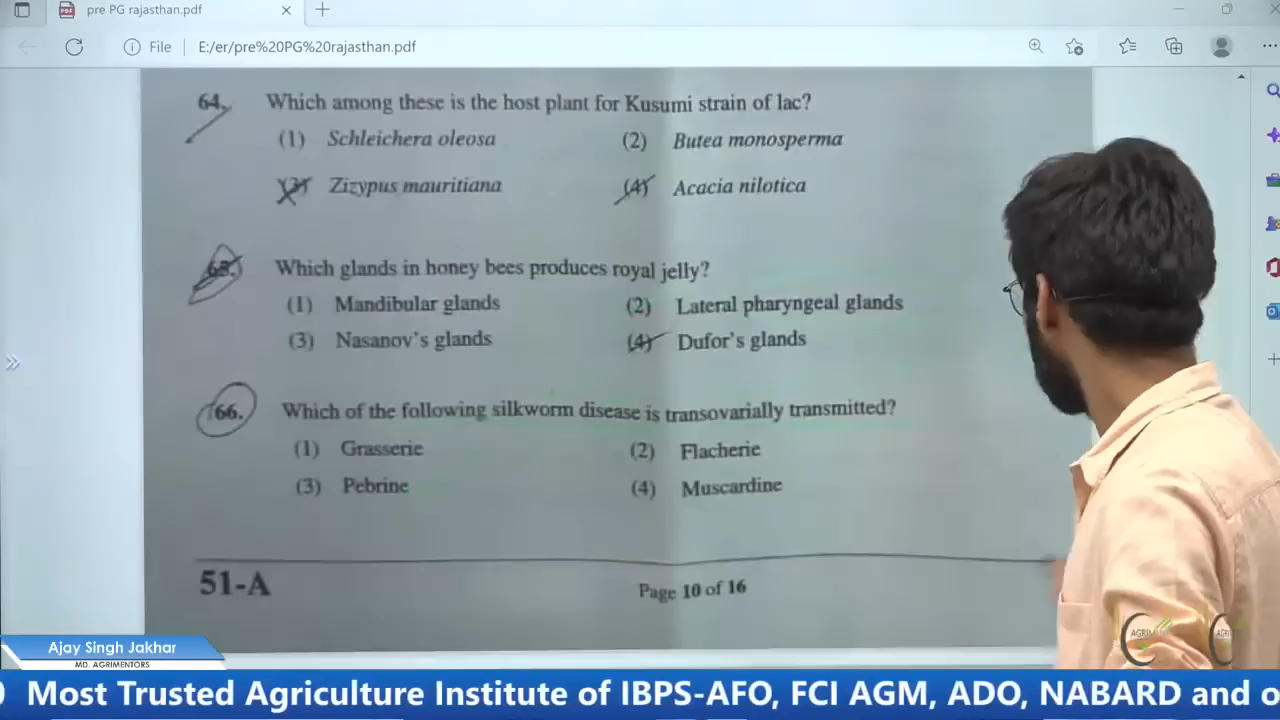 pre PG rajasthan.pdf
File
E:/er/pre%20PG%20rajasthan.pdf
64. Which among these is the host plant for Kusumi strain of lac?
(1) Schleichera oleosa (2) Butea monosperma
(3) Zizypus mauritiana (4) Acacia nilotica
65. Which glands in honey bees produces royal jelly?
(1) Mandibular glands (2) Lateral pharyngeal glands
(3) Nasanov's glands (4) Dufor's glands
66. Which of the following silkworm disease is transovarially transmitted?
(1) Grasserie (2) Flacherie
(3) Pebrine (4) Muscardine
51-A
Page 10 of 16
Ajay Singh Jakhar
MD. AGRIMENTORS
Most Trusted Agriculture Institute of IBPS-AFO, FCI AGM, ADO, NABARD and o